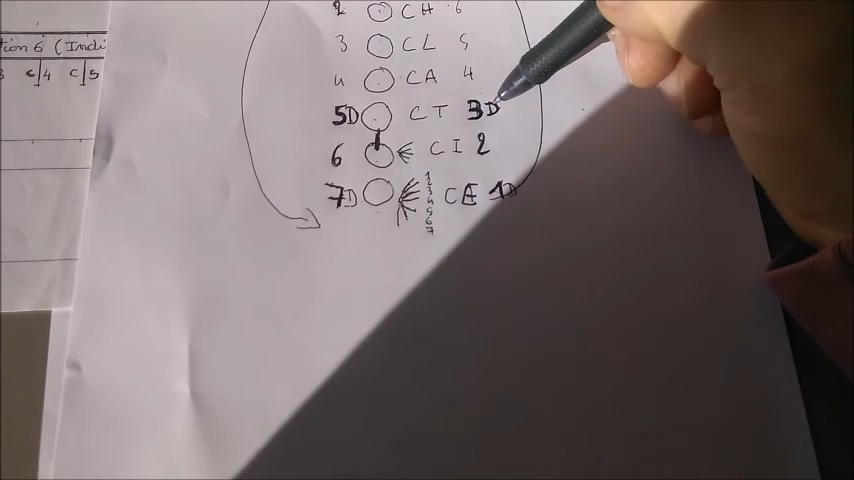 2 CH 6
tion 6 (Indi
3 CL 5
c/4 c/5
4 CA 4
5D CT 3D
6 CI 2
7D CE 1D
1
2
3
4
5
6
7